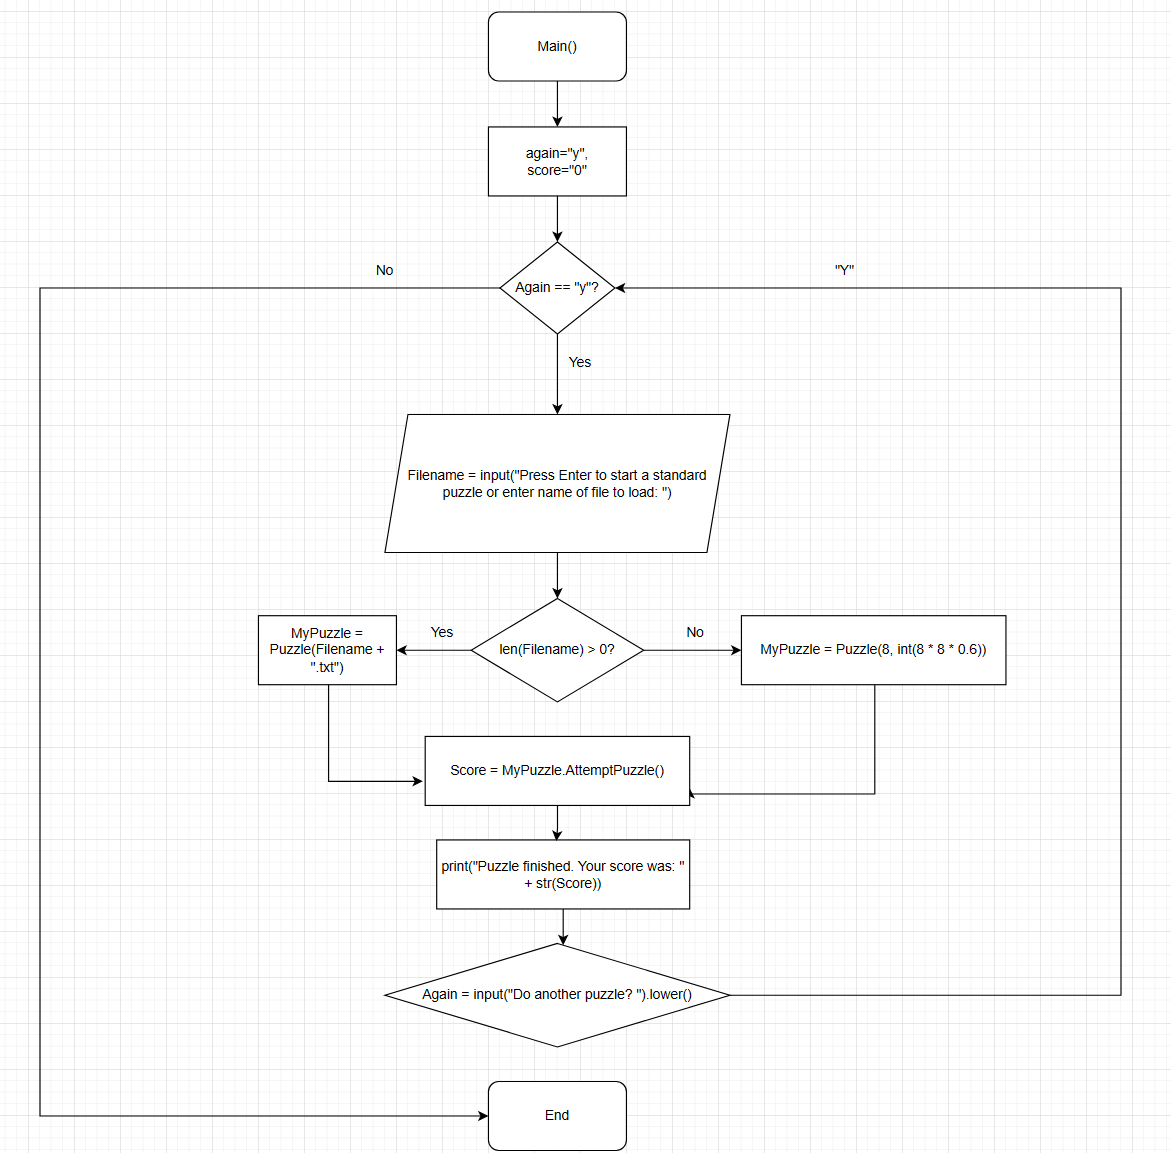 Main()
again="y",
score="0"
No
"Y"
Again == "y"?
Yes
Filename = input("Press Enter to start a standard
puzzle or enter name of file to load: ")
MyPuzzle =
Puzzle(Filename +
".txt")
Yes
len(Filename) > 0?
No
MyPuzzle = Puzzle(8, int(8 * 8 * 0.6))
Score = MyPuzzle.AttemptPuzzle()
print("Puzzle finished. Your score was: "
+ str(Score))
Again = input("Do another puzzle? ").lower()
End